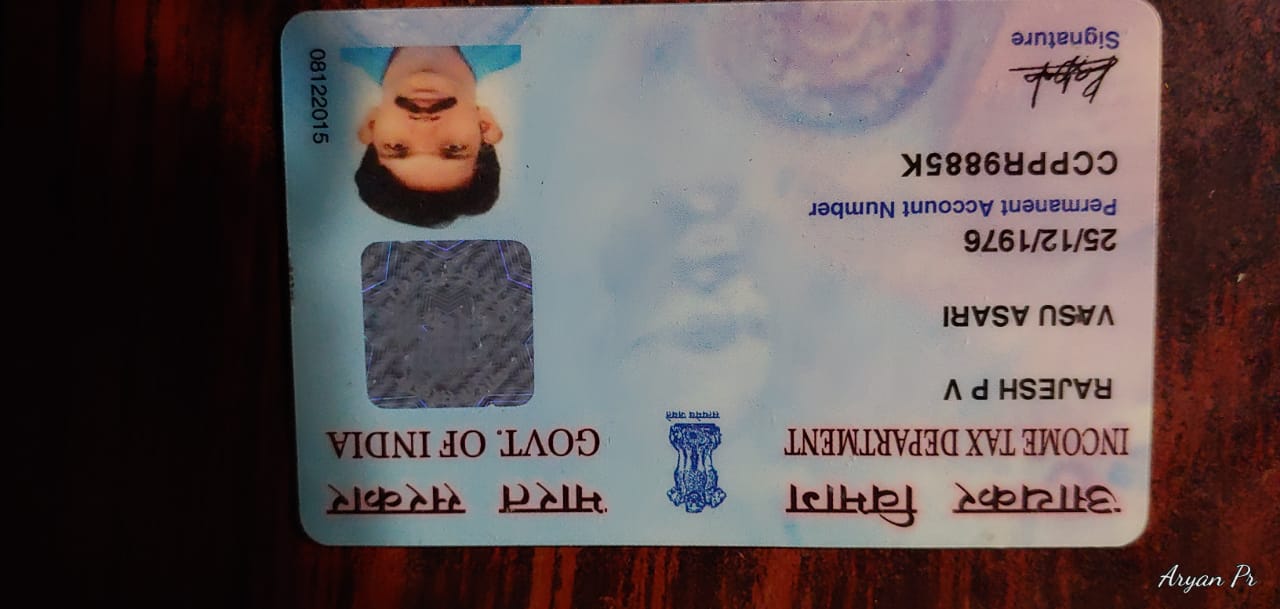 आयकर विभाग
INCOME TAX DEPARTMENT
भारत सरकार
GOVT. OF INDIA
सत्यमेव जयते
RAJESH P V
VASU ASARI
25/12/1976
Permanent Account Number
CCPPR9885K
Signature
08122015
Aryan Pr